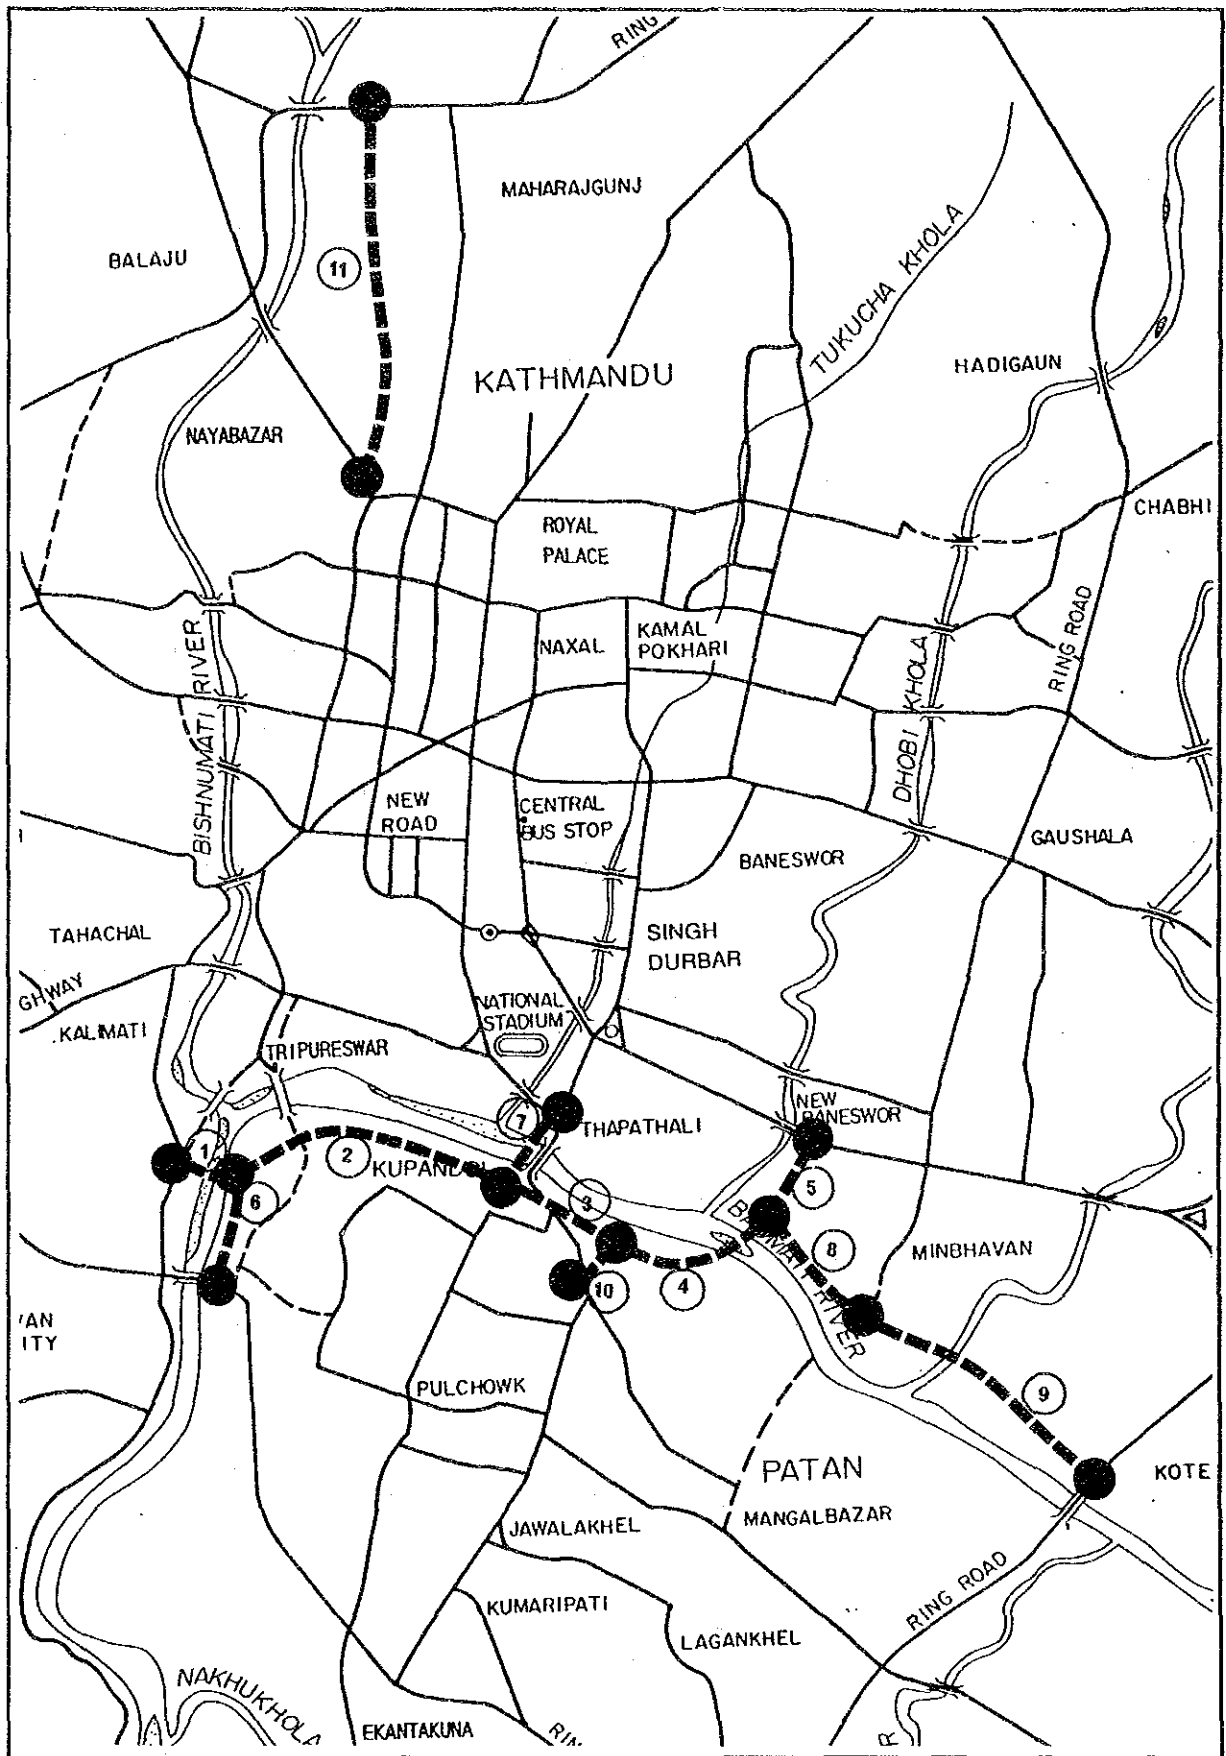 RING
MAHARAJGUNJ
BALAJU
11
TUKUCHA KHOLA
KATHMANDU
HADIGAUN
NAYABAZAR
CHABHI
ROYAL
PALACE
RING ROAD
NAXAL
KAMAL
POKHARI
BISHNUMATI RIVER
DHOBI KHOLA
NEW
ROAD
CENTRAL
BUS STOP
BANESWOR
GAUSHALA
TAHACHAL
SINGH
DURBAR
GHWAY
KALIMATI
NATIONAL
STADIUM
TRIPURESWAR
NEW
BANESWOR
7
THAPATHALI
1
2
KUPANDOL
6
3
5
BAGMATI RIVER
8
MINBHAVAN
4
10
'AN
ITY
PULCHOWK
9
PATAN
KOTE
MANGALBAZAR
JAWALAKHEL
RING ROAD
KUMARIPATI
LAGANKHEL
NAKHUKHOLA
EKANTAKUNA
RIN
R